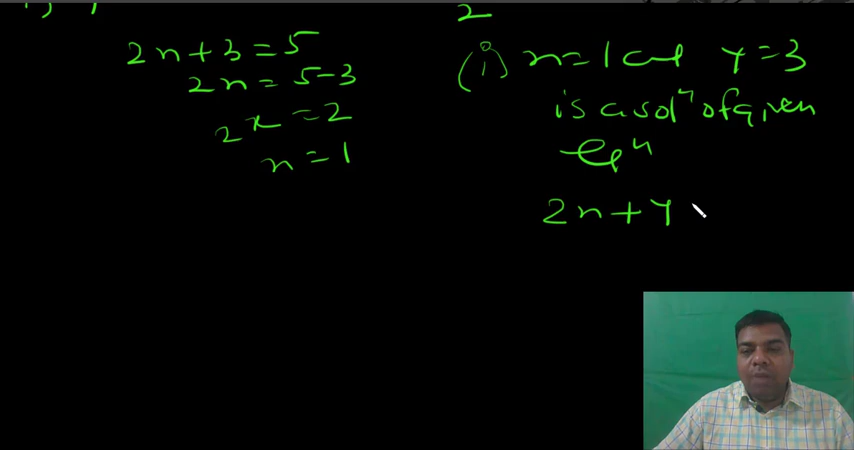 2n + 3 = 5
2n = 5 - 3
2x = 2
n = 1
2
(i) n = 1 and y = 3
is a solⁿ of given
eqⁿ
2n + y